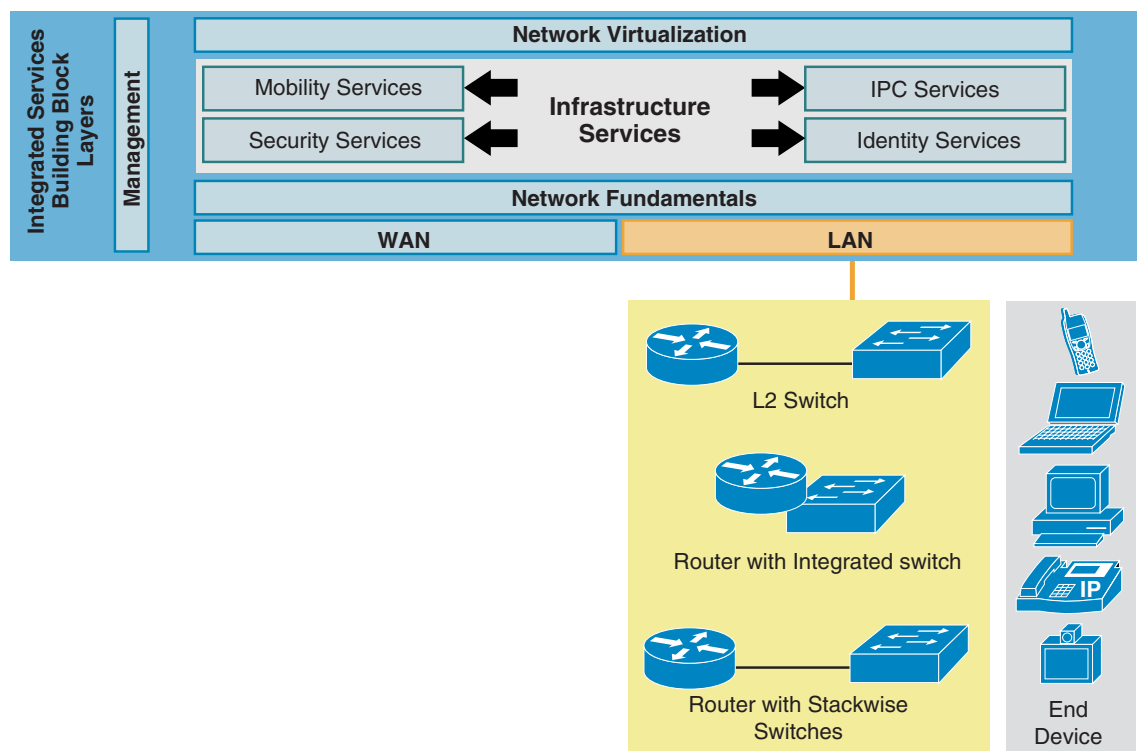 Integrated Services
Building Block
Layers
Management
Network Virtualization
Mobility Services
Security Services
Infrastructure
Services
IPC Services
Identity Services
Network Fundamentals
WAN
LAN
L2 Switch
Router with Integrated switch
Router with Stackwise
Switches
IP
End
Device